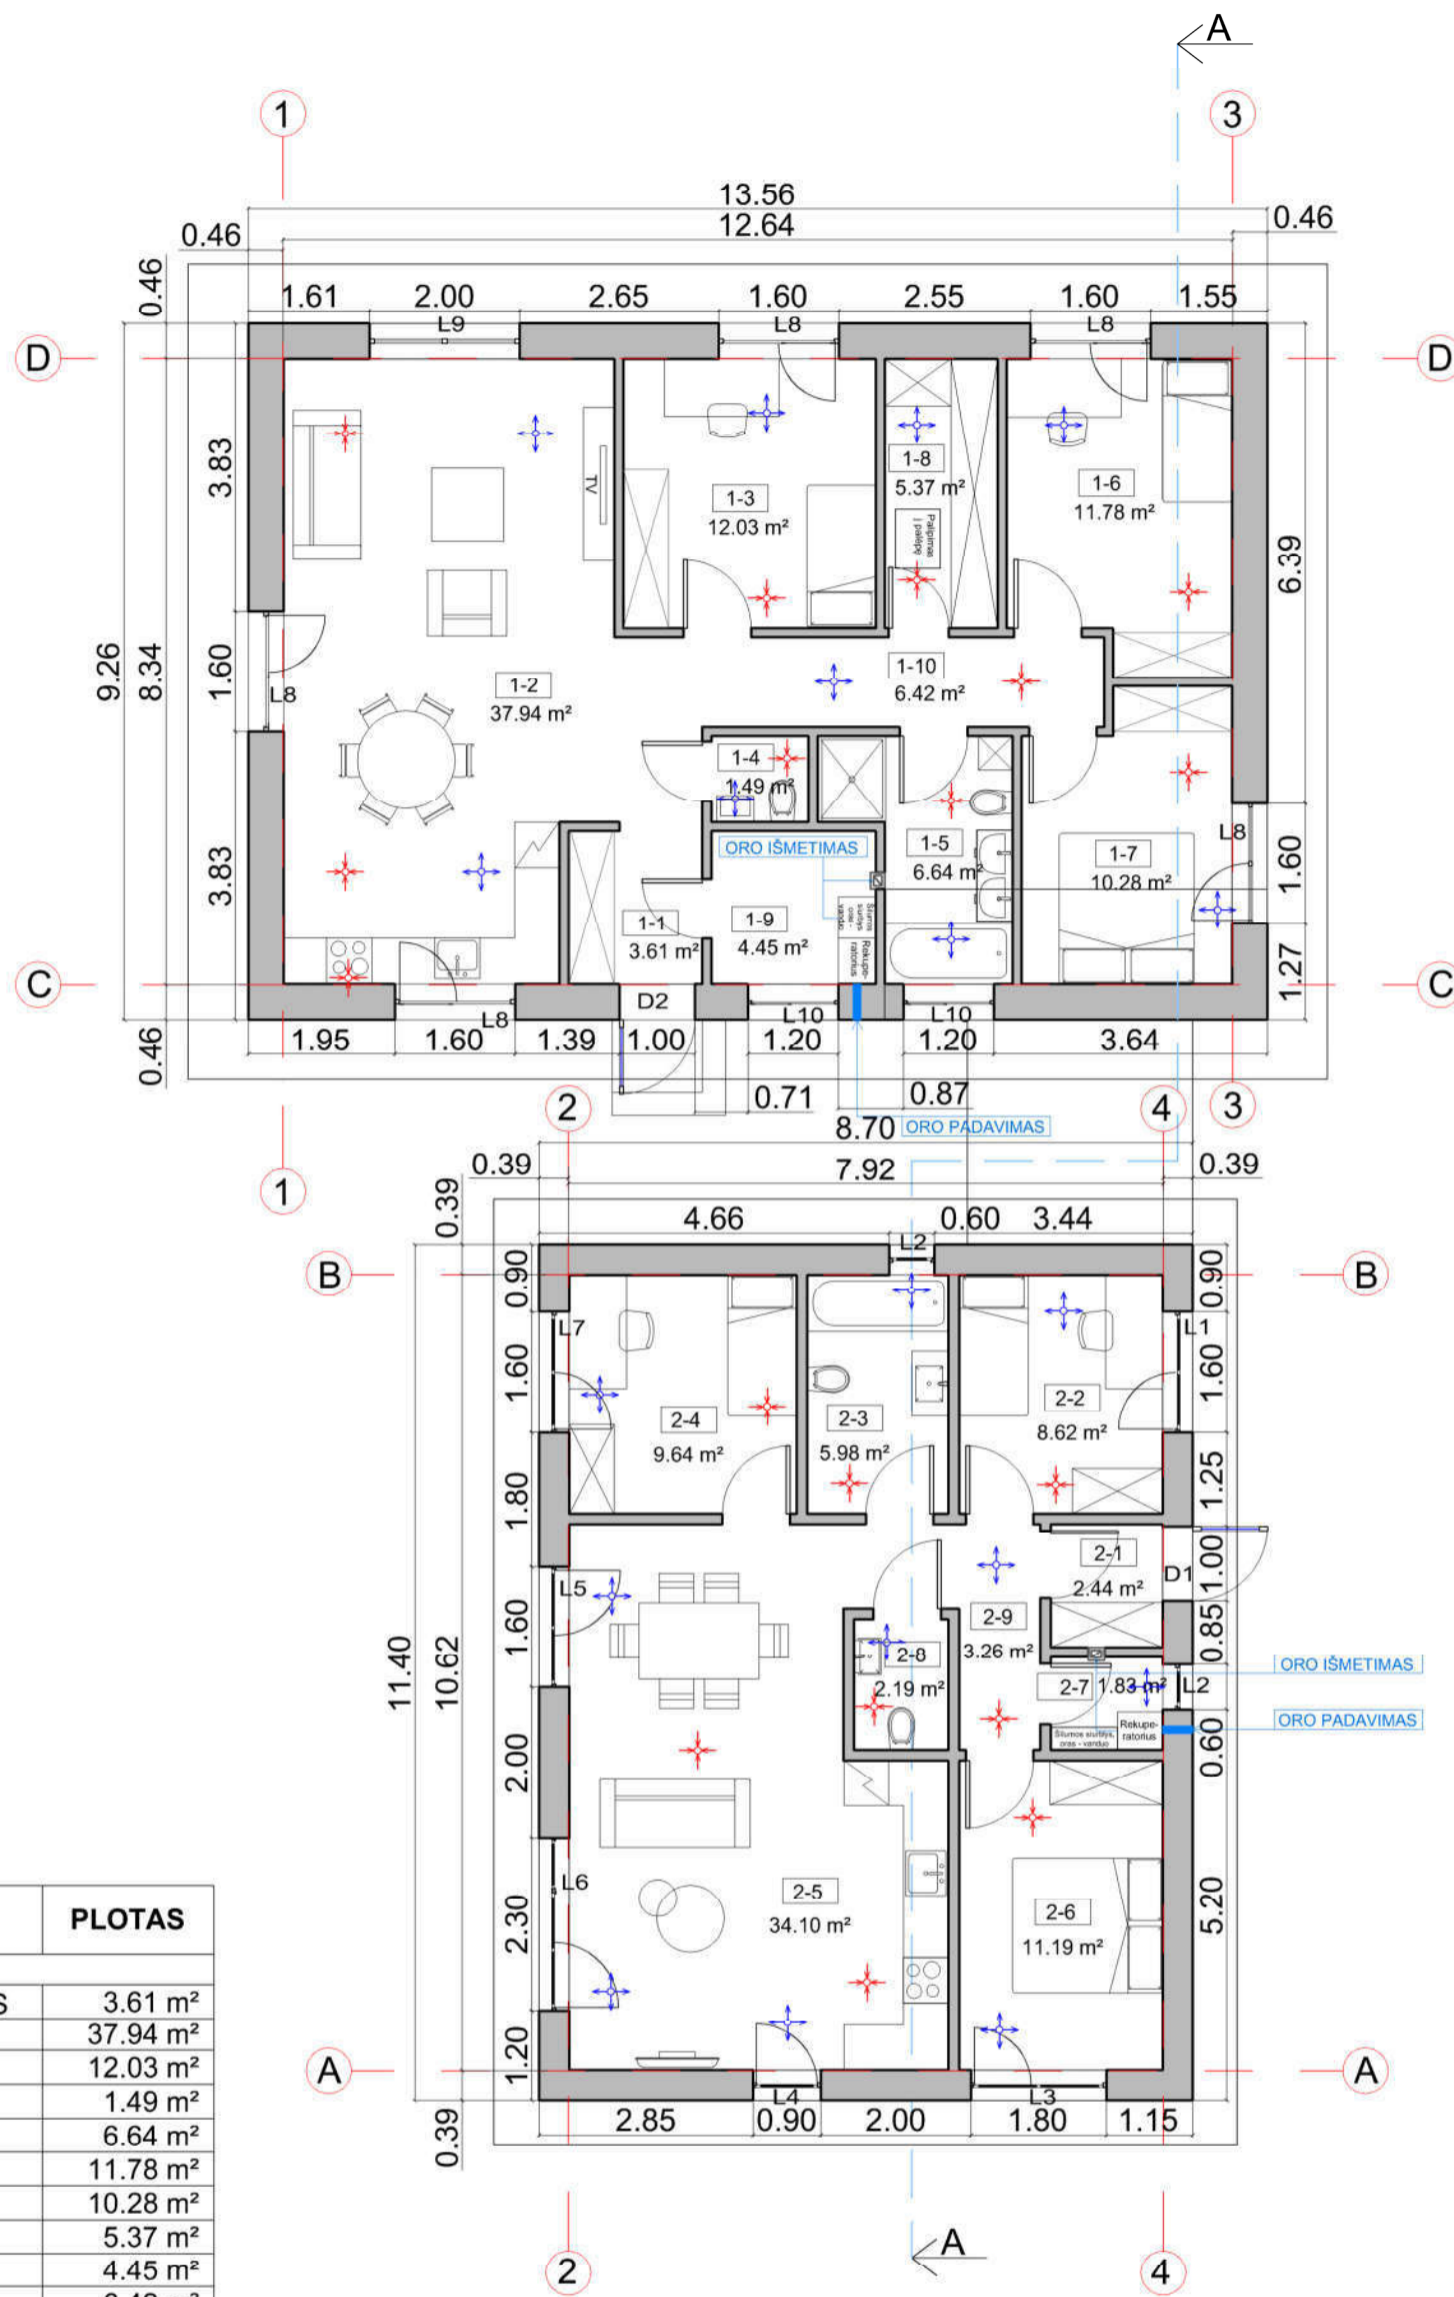 A
1
3
13.56
12.64
0.46
0.46
0.46
1.61
2.00
2.65
1.60
2.55
1.60
1.55
L9
L8
L8
D
D
3.83
1-8
5.37 m²
1-6
11.78 m²
1-3
12.03 m²
TV
Palipimas
į palėpę
6.39
9.26
8.34
1.60
L8
1-2
37.94 m²
1-10
6.42 m²
1-4
1.49 m²
3.83
ORO IŠMETIMAS
1-5
6.64 m²
1-7
10.28 m²
L8
1.60
1-1
3.61 m²
1-9
4.45 m²
Šilumos
siurblys
oras -
vanduo
Rekupe-
ratorius
1.27
C
C
D2
L8
L10
L10
1.95
1.60
1.39
1.00
1.20
1.20
3.64
0.46
0.71
0.87
2
4
3
ORO PADAVIMAS
8.70
1
0.39
7.92
0.39
0.39
4.66
0.60
3.44
L2
B
B
0.90
0.90
L7
L1
1.60
1.60
2-4
9.64 m²
2-3
5.98 m²
2-2
8.62 m²
1.80
1.25
L5
2-1
2.44 m²
D1
1.00
1.60
2-9
3.26 m²
0.85
11.40
10.62
2-8
2.19 m²
ORO IŠMETIMAS
2-7
1.83 m²
L2
ORO PADAVIMAS
Šilumos siurblys,
oras - vanduo
Rekupe-
ratorius
0.60
2.00
L6
2-5
34.10 m²
2-6
11.19 m²
2.30
5.20
1.20
A
A
L4
L3
2.85
0.90
2.00
1.80
1.15
0.39
A
2
4
PLOTAS
S 3.61 m²
37.94 m²
12.03 m²
1.49 m²
6.64 m²
11.78 m²
10.28 m²
5.37 m²
4.45 m²